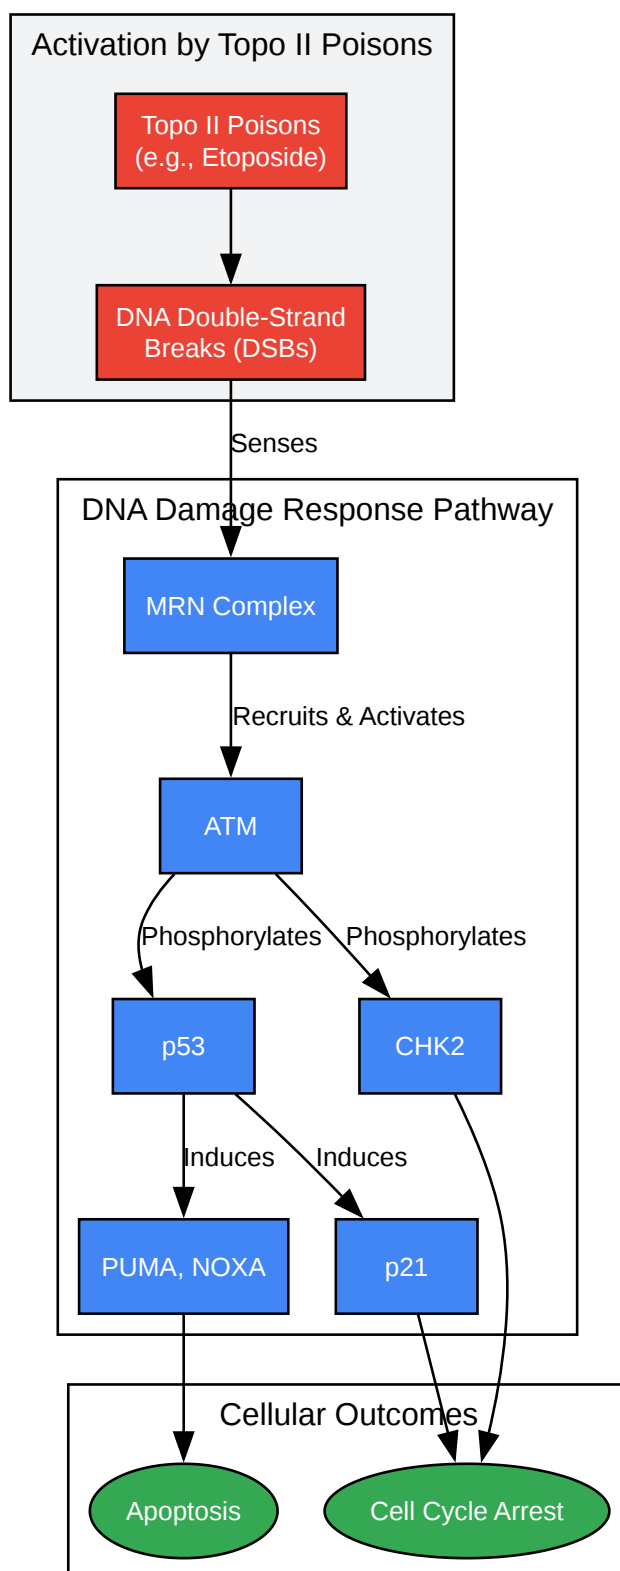 Activation by Topo II Poisons
Topo II Poisons
(e.g., Etoposide)
DNA Double-Strand
Breaks (DSBs)
Senses
DNA Damage Response Pathway
MRN Complex
Recruits & Activates
ATM
Phosphorylates
Phosphorylates
p53
CHK2
Induces
Induces
PUMA, NOXA
p21
Cellular Outcomes
Apoptosis
Cell Cycle Arrest